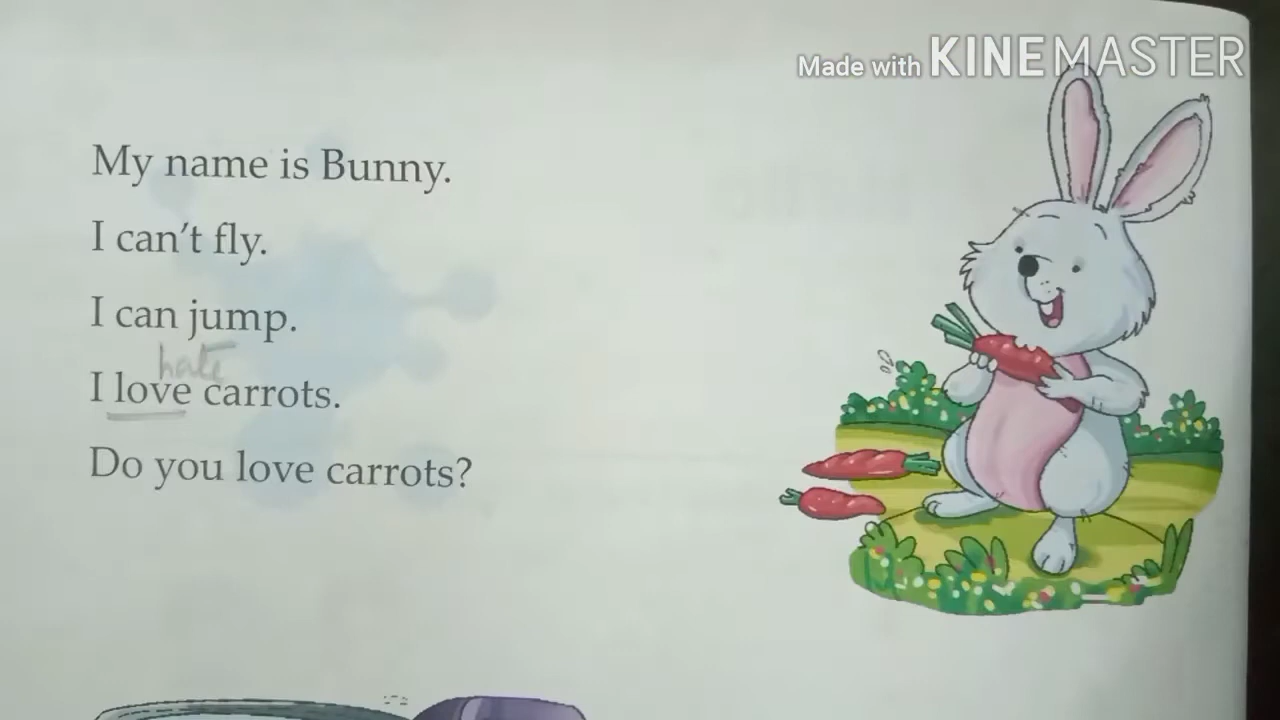 Made with KINEMASTER
My name is Bunny.
I can't fly.
I can jump.
hate
I love carrots.
Do you love carrots?